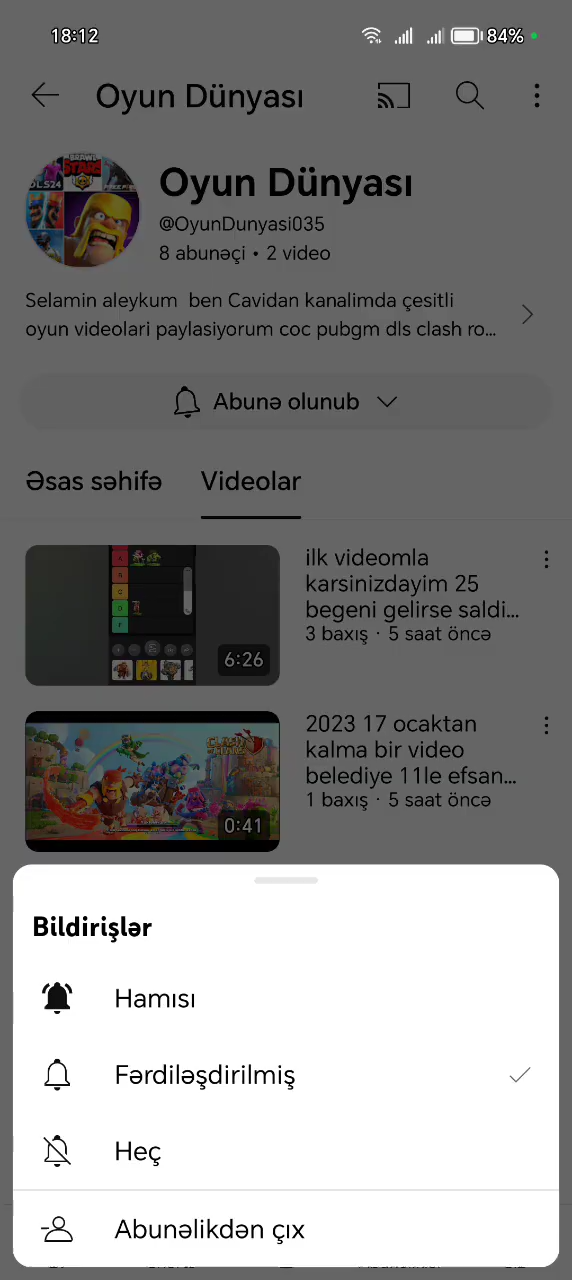 18:12
84%
Oyun Dünyası
Oyun Dünyası
@OyunDunyasi035
8 abunəçi • 2 video
Selamin aleykum ben Cavidan kanalimda çesitli
oyun videolari paylasiyorum coc pubgm dls clash ro...
Abunə olunub
Əsas səhifə
Videolar
ilk videomla
karsinizdayim 25
begeni gelirse saldi...
3 baxış · 5 saat öncə
6:26
2023 17 ocaktan
kalma bir video
belediye 11le efsan...
1 baxış · 5 saat öncə
0:41
Bildirişlər
Hamısı
Fərdiləşdirilmiş
Heç
Abunəlikdən çıx